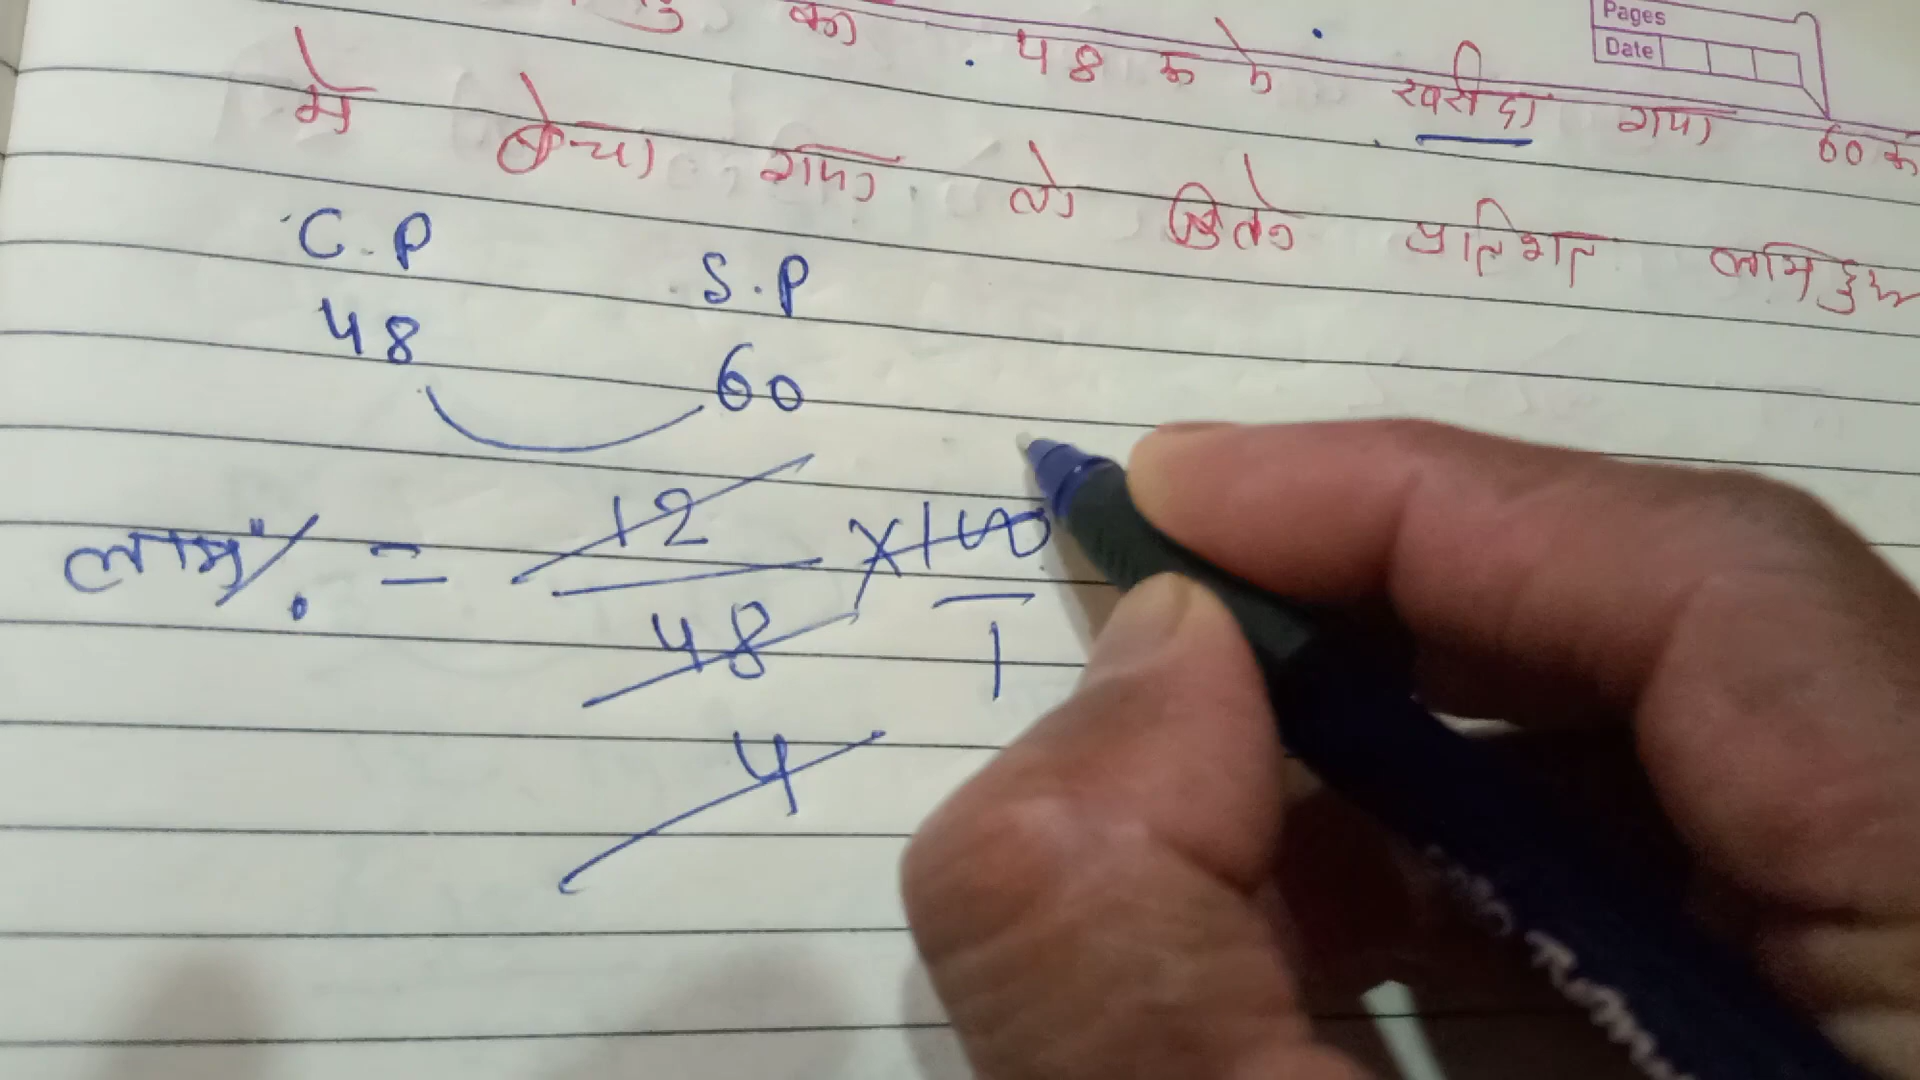 Pages
Date
को 48 रू के खरीदा गया 60 रू
मे बेचा गया तो कितने प्रतिशत लाभ हुआ
C.P S.P
48 60
लाभ% = 12 × 100
48 1
4